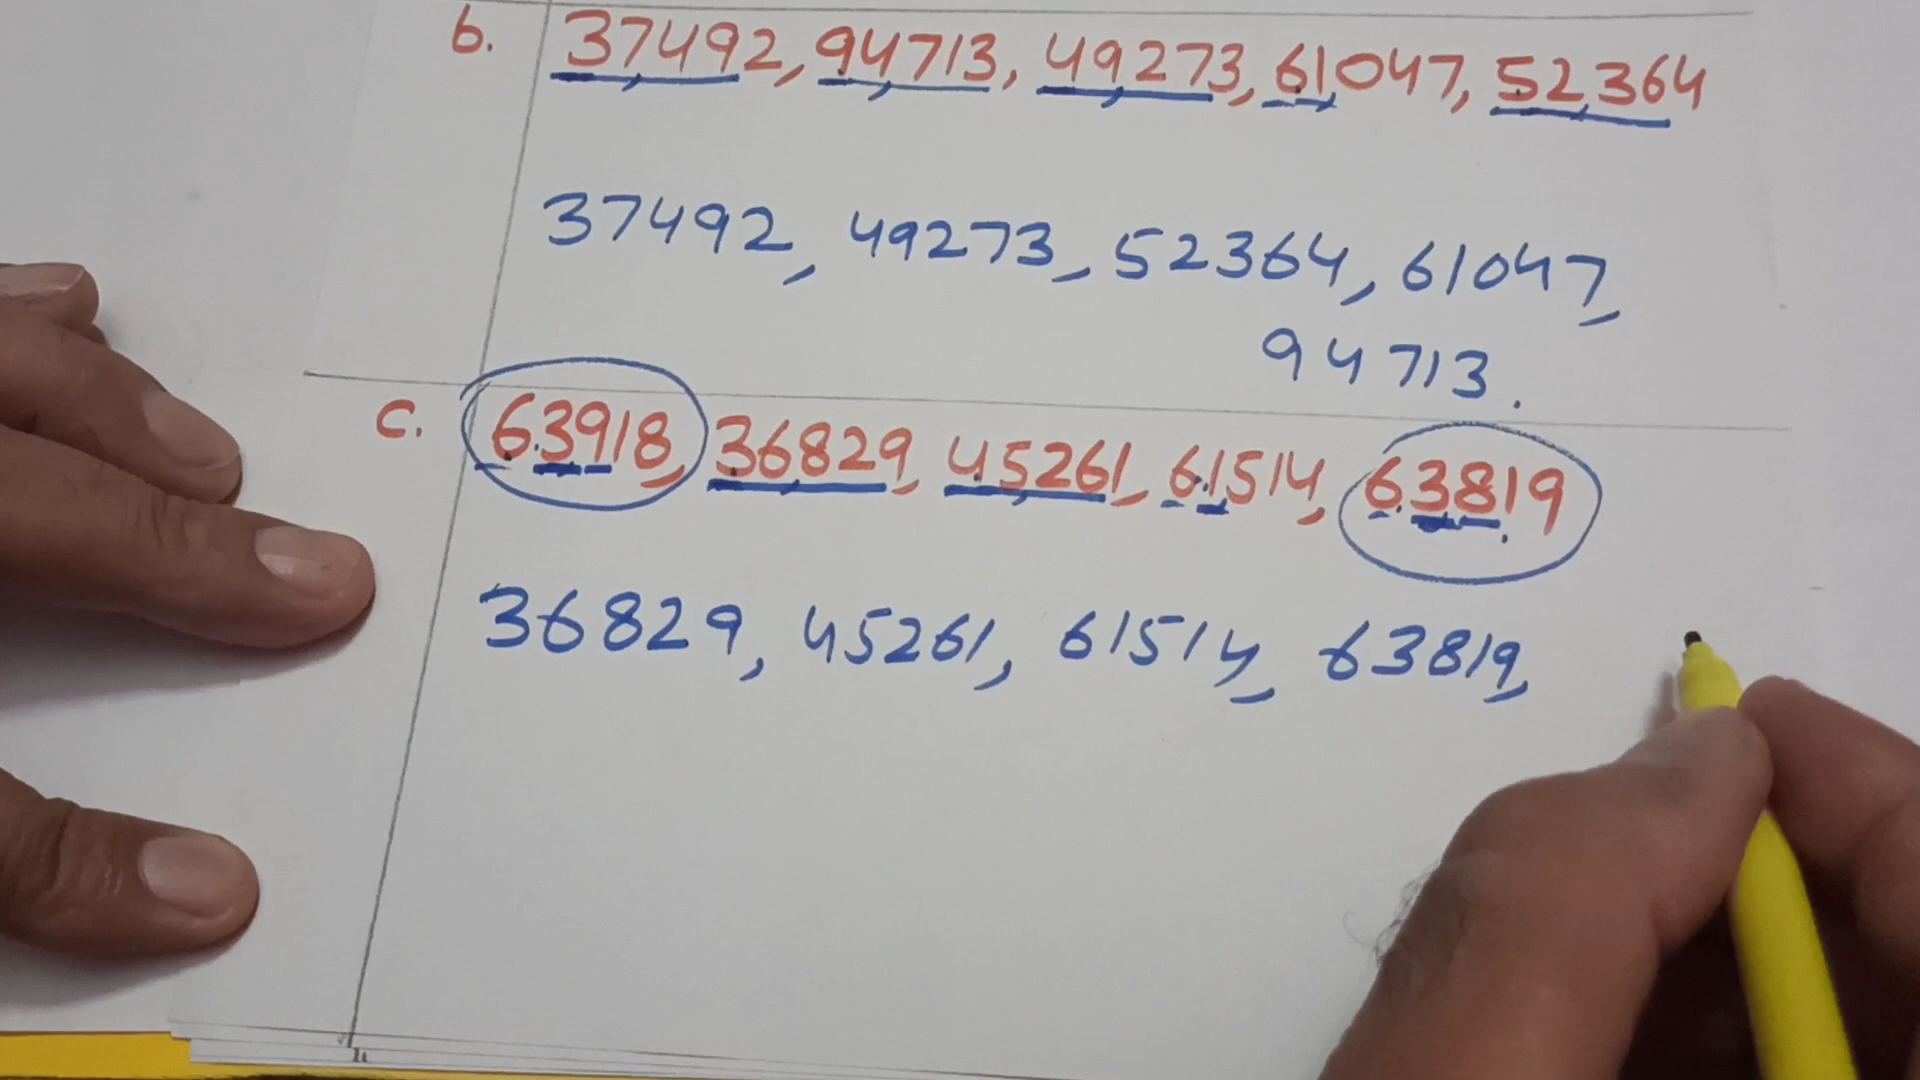 b. 37492, 94713, 49273, 61047, 52364
37492, 49273, 52364, 61047,
94713.
c. 63918, 36829, 45261, 61514, 63819
36829, 45261, 61514, 63819,